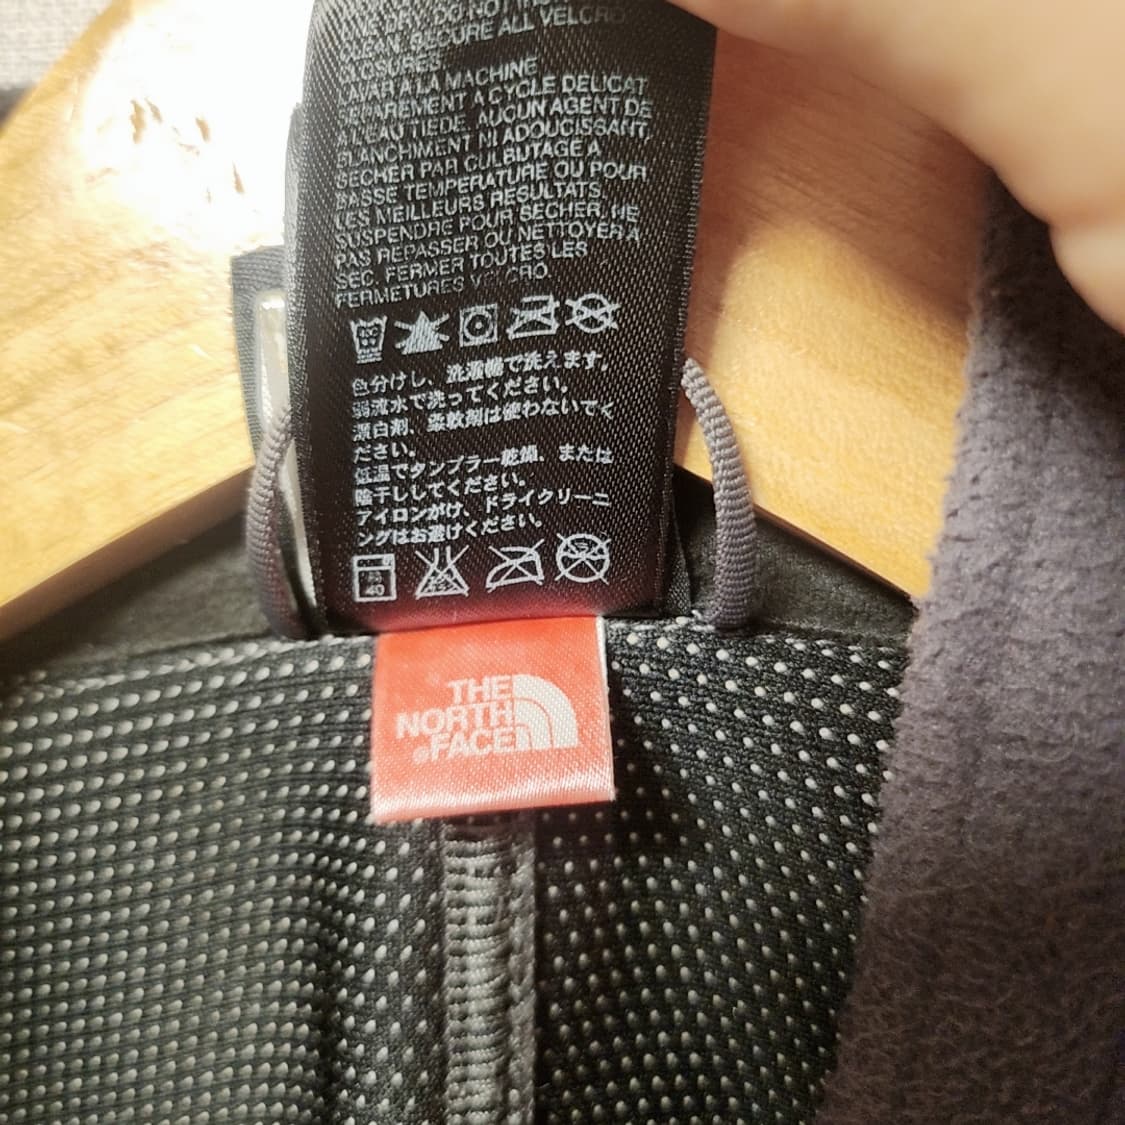 LINE DRY. DO NOT IRON
CLEAN. SECURE ALL VELCRO
CLOSURES
LAVAR A LA MACHINE
SEPAREMENT A CYCLE DELICAT
A L'EAU TIEDE. AUCUN AGENT DE
BLANCHIMENT NI ADOUCISSANT.
SECHER PAR CULBUTAGE A
BASSE TEMPERATURE OU POUR
LES MEILLEURS RESULTATS,
SUSPENDRE POUR SECHER. NE
PAS REPASSER OU NETTOYER A
SEC. FERMER TOUTES LES
FERMETURES VELCRO.
色分けし、洗濯機で洗えます。
弱流水で洗ってください。
漂白剤、柔軟剤は使わないでく
ださい。
低温でタンブラー乾燥、または
陰干ししてください。
アイロンがけ、ドライクリーニ
ングはお避けください。
40
THE
NORTH
FACE